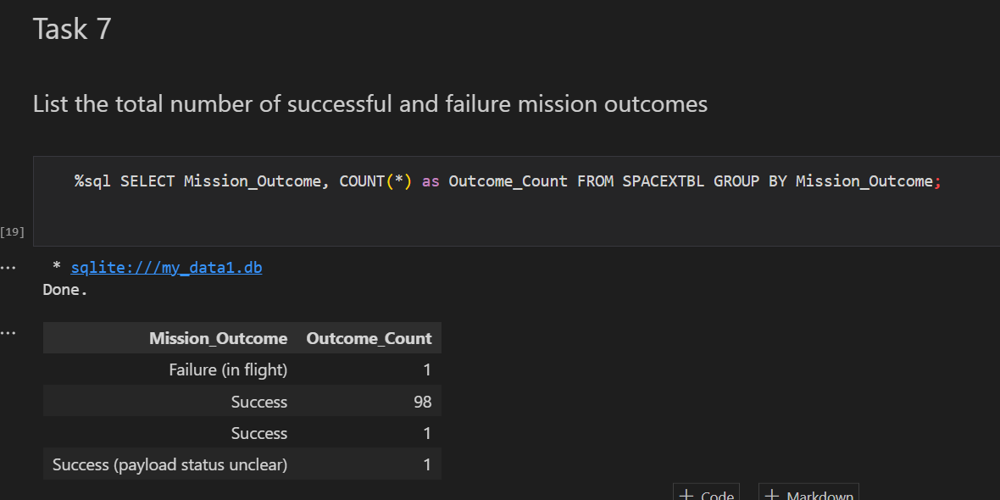 Task 7
List the total number of successful and failure mission outcomes
%sql SELECT Mission_Outcome, COUNT(*) as Outcome_Count FROM SPACEXTBL GROUP BY Mission_Outcome;
[19]
... * sqlite:///my_data1.db
Done.
...
Mission_Outcome Outcome_Count
Failure (in flight) 1
Success 98
Success 1
Success (payload status unclear) 1
+ Code + Markdown